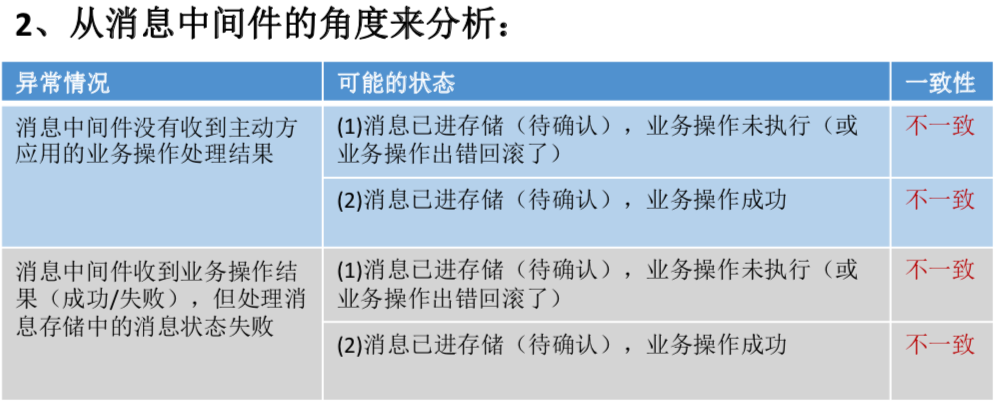 2、从消息中间件的角度来分析：
异常情况
可能的状态
一致性
消息中间件没有收到主动方
应用的业务操作处理结果
(1)消息已进存储（待确认），业务操作未执行（或
业务操作出错回滚了）
不一致
(2)消息已进存储（待确认），业务操作成功
不一致
消息中间件收到业务操作结
果（成功/失败），但处理消
息存储中的消息状态失败
(1)消息已进存储（待确认），业务操作未执行（或
业务操作出错回滚了）
不一致
(2)消息已进存储（待确认），业务操作成功
不一致